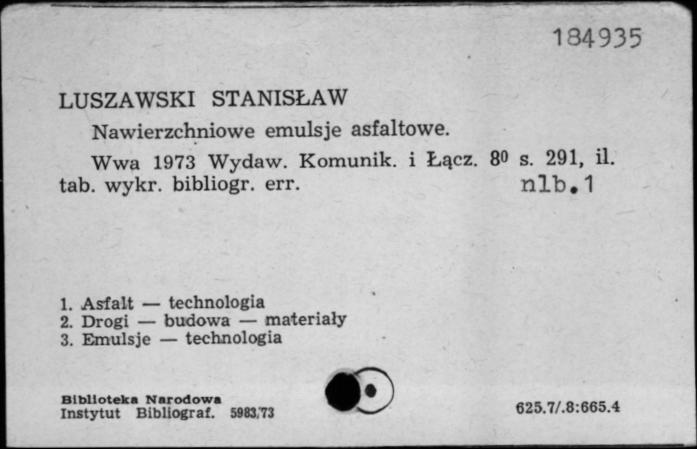 184935
LUSZAWSKI STANISŁAW
Nawierzchniowe emulsje asfaltowe.
Wwa 1973 Wydaw. Komunik. i Łącz. 8⁰ s. 291, il.
tab. wykr. bibliogr. err. nlb.1
1. Asfalt — technologia
2. Drogi — budowa — materiały
3. Emulsje — technologia
Biblioteka Narodowa
Instytut Bibliograf. 5983/73
625.7/.8:665.4